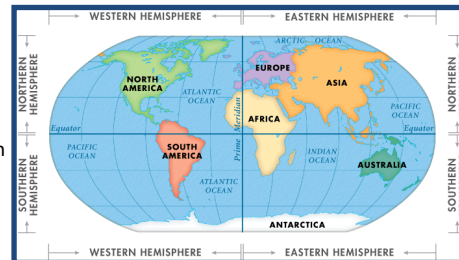 WESTERN HEMISPHERE
EASTERN HEMISPHERE
NORTHERN
HEMISPHERE
ARCTIC OCEAN
NORTHERN
HEMISPHERE
EUROPE
NORTH
AMERICA
ASIA
ATLANTIC
OCEAN
Prime Meridian
AFRICA
PACIFIC
OCEAN
Equator
Equator
PACIFIC
OCEAN
SOUTH
AMERICA
INDIAN
OCEAN
AUSTRALIA
SOUTHERN
HEMISPHERE
ATLANTIC
OCEAN
SOUTHERN
HEMISPHERE
ANTARCTICA
WESTERN HEMISPHERE
EASTERN HEMISPHERE